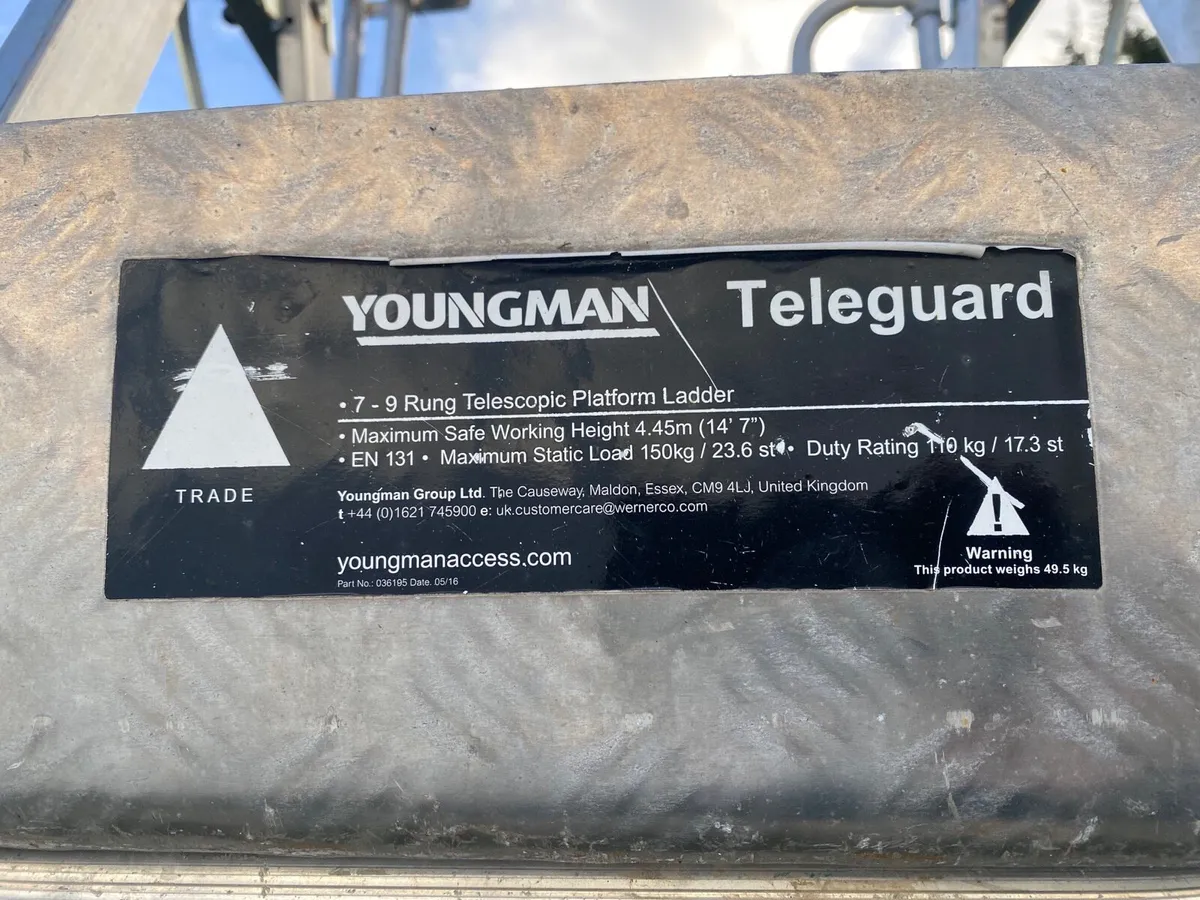 YOUNGMAN
Teleguard
TRADE
• 7 - 9 Rung Telescopic Platform Ladder
• Maximum Safe Working Height 4.45m (14' 7")
• EN 131 • Maximum Static Load 150kg / 23.6 st • Duty Rating 110 kg / 17.3 st
Youngman Group Ltd. The Causeway, Maldon, Essex, CM9 4LJ, United Kingdom
t +44 (0)1621 745900 e: uk.customercare@wernerco.com
youngmanaccess.com
Part No.: 036195 Date. 05/16
!
Warning
This product weighs 49.5 kg